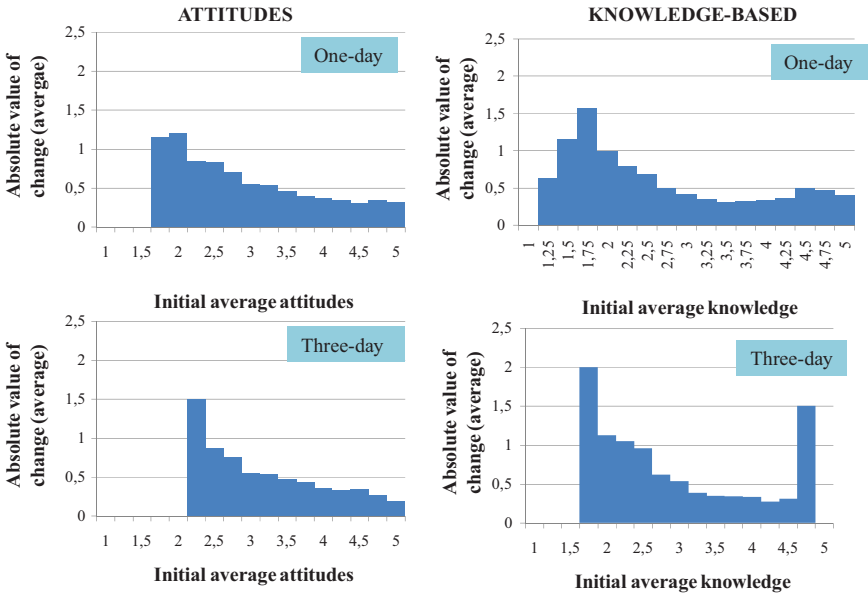 ATTITUDES
2,5
2
1,5
1
0,5
0
Absolute value of
change (avergae)
One-day
1 1,5 2 2,5 3 3,5 4 4,5 5
Initial average attitudes
KNOWLEDGE-BASED
2,5
2
1,5
1
0,5
0
Absolute value of
change (average)
One-day
1 1,25 1,5 1,75 2 2,25 2,5 2,75 3 3,25 3,5 3,75 4 4,25 4,5 4,75 5
Initial average knowledge
2,5
2
1,5
1
0,5
0
Absolute value of
change (average)
Three-day
1 1,5 2 2,5 3 3,5 4 4,5 5
Initial average attitudes
2,5
2
1,5
1
0,5
0
Absolute value of
change (average)
Three-day
1 1,5 2 2,5 3 3,5 4 4,5 5
Initial average knowledge